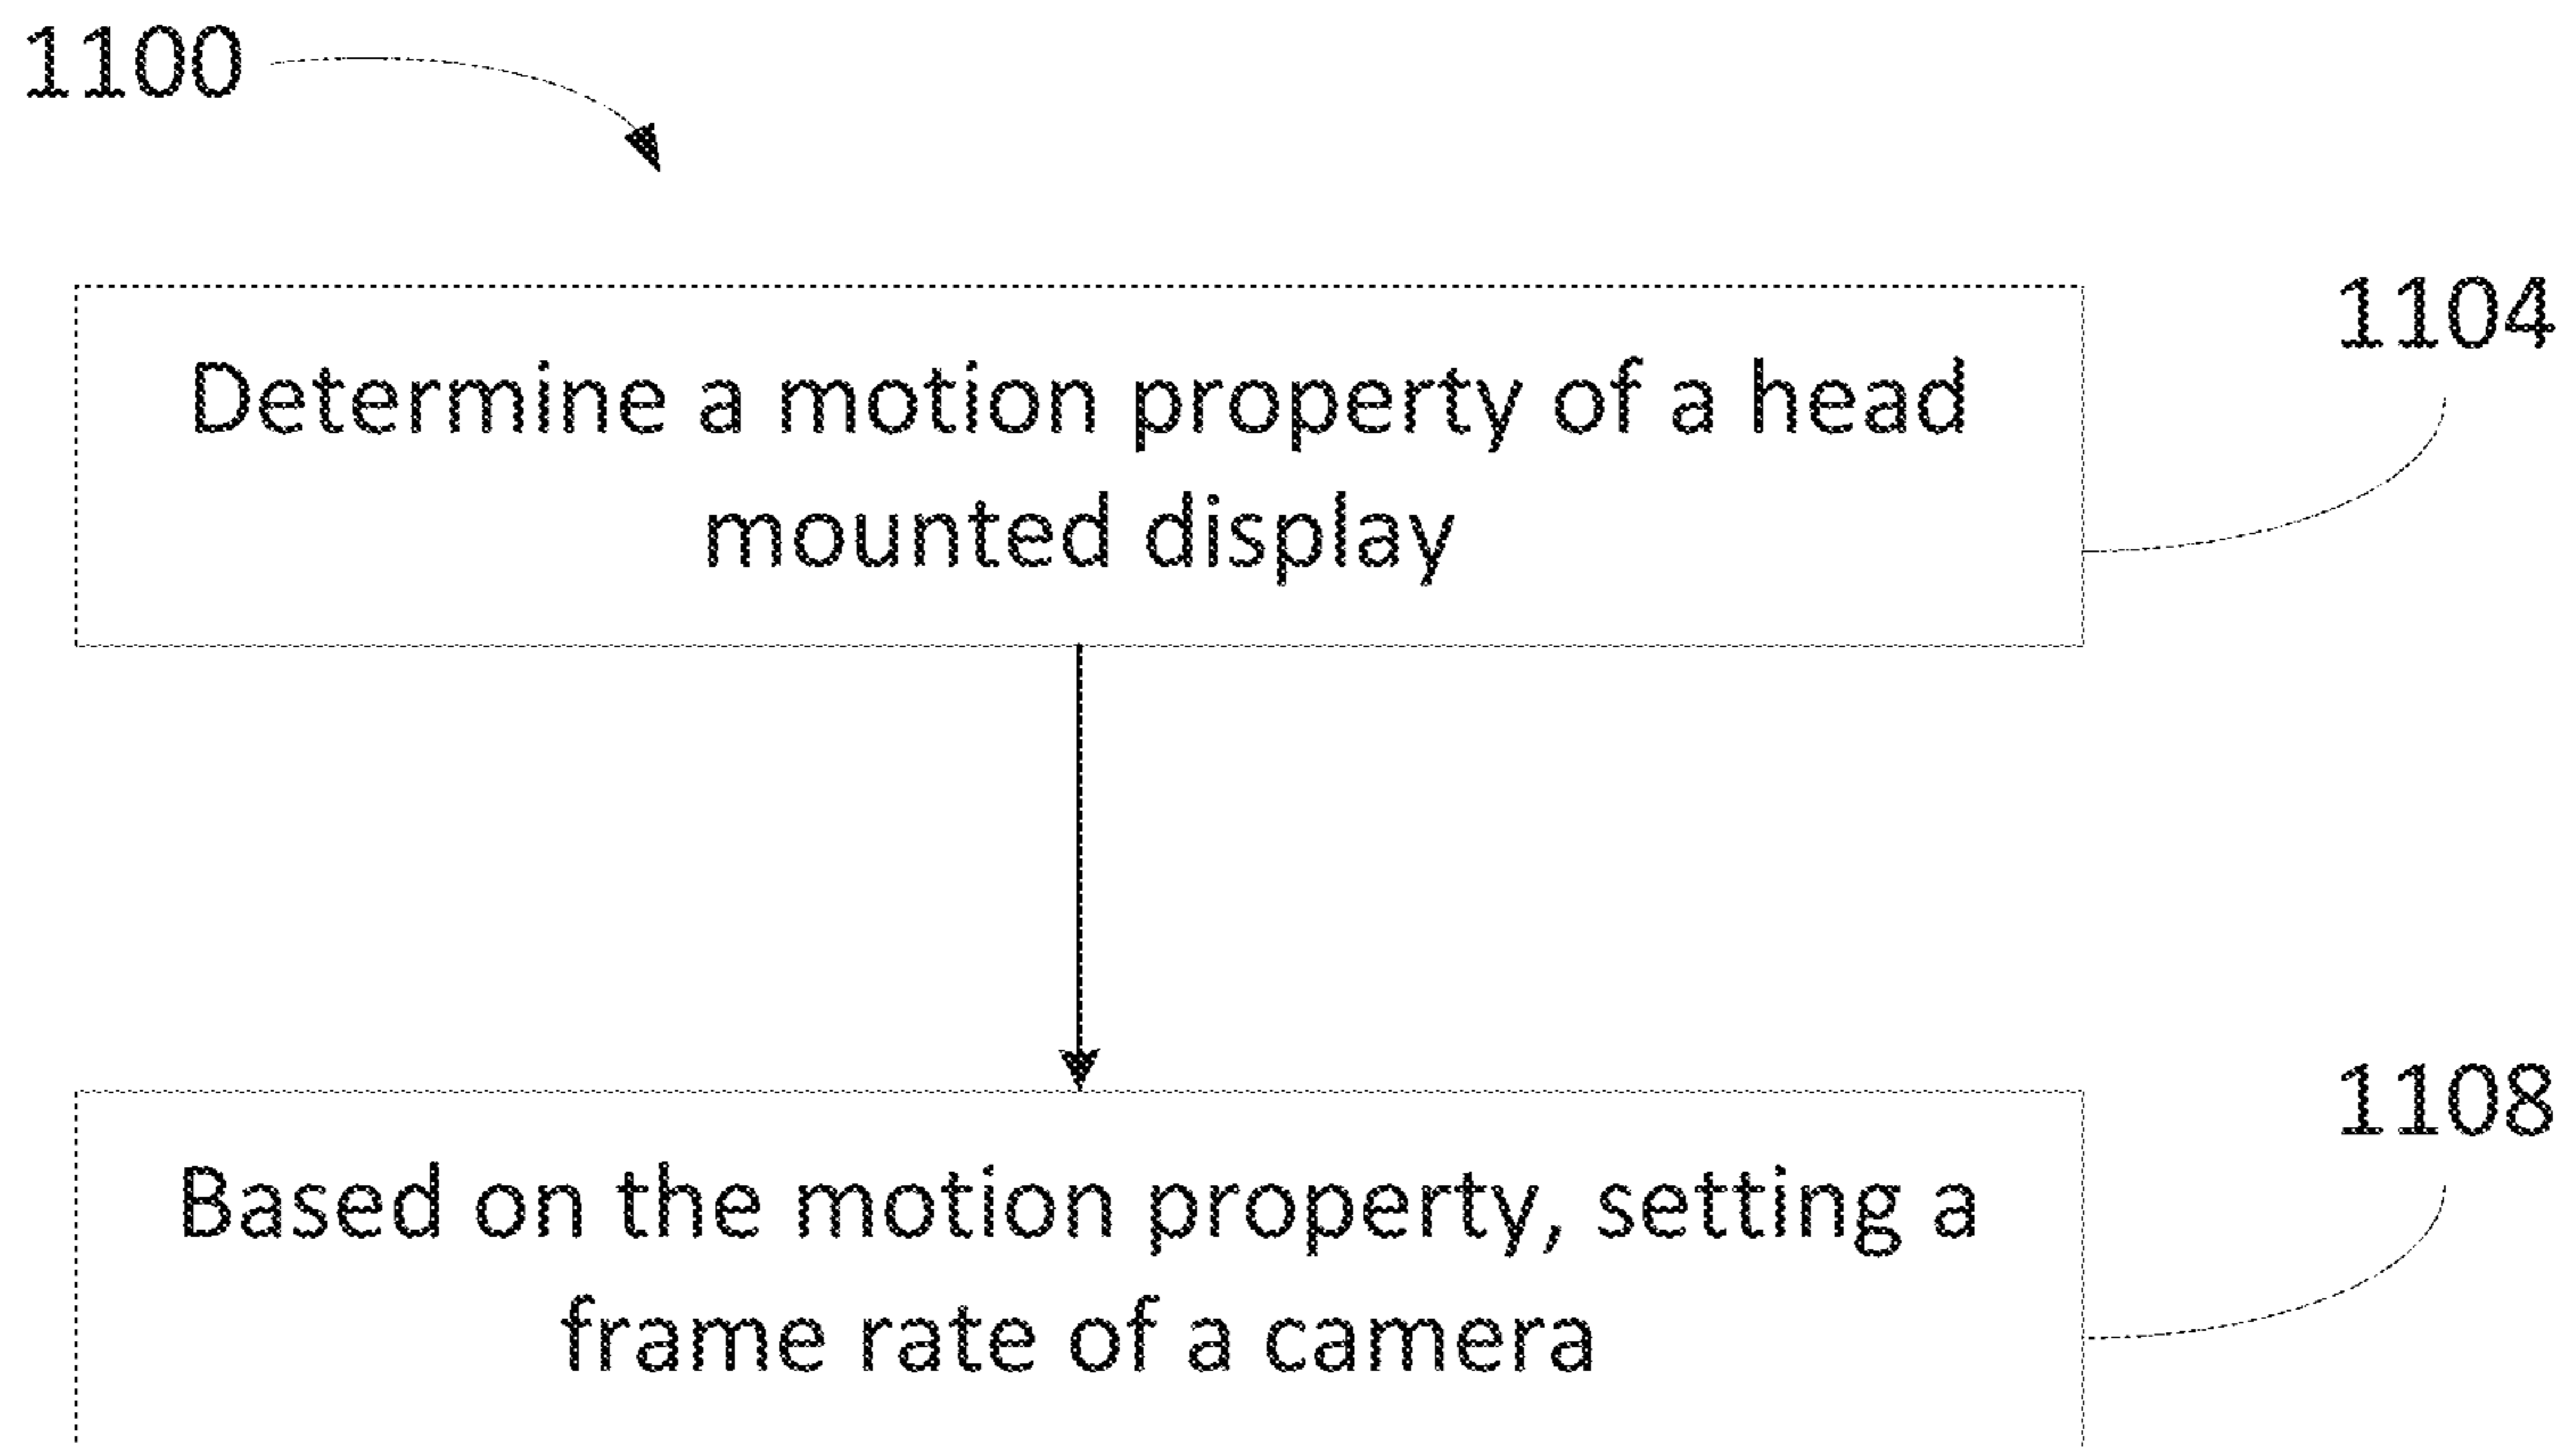 1100
1104
Determine a motion property of a head
mounted display
1108
Based on the motion property, setting a
frame rate of a camera